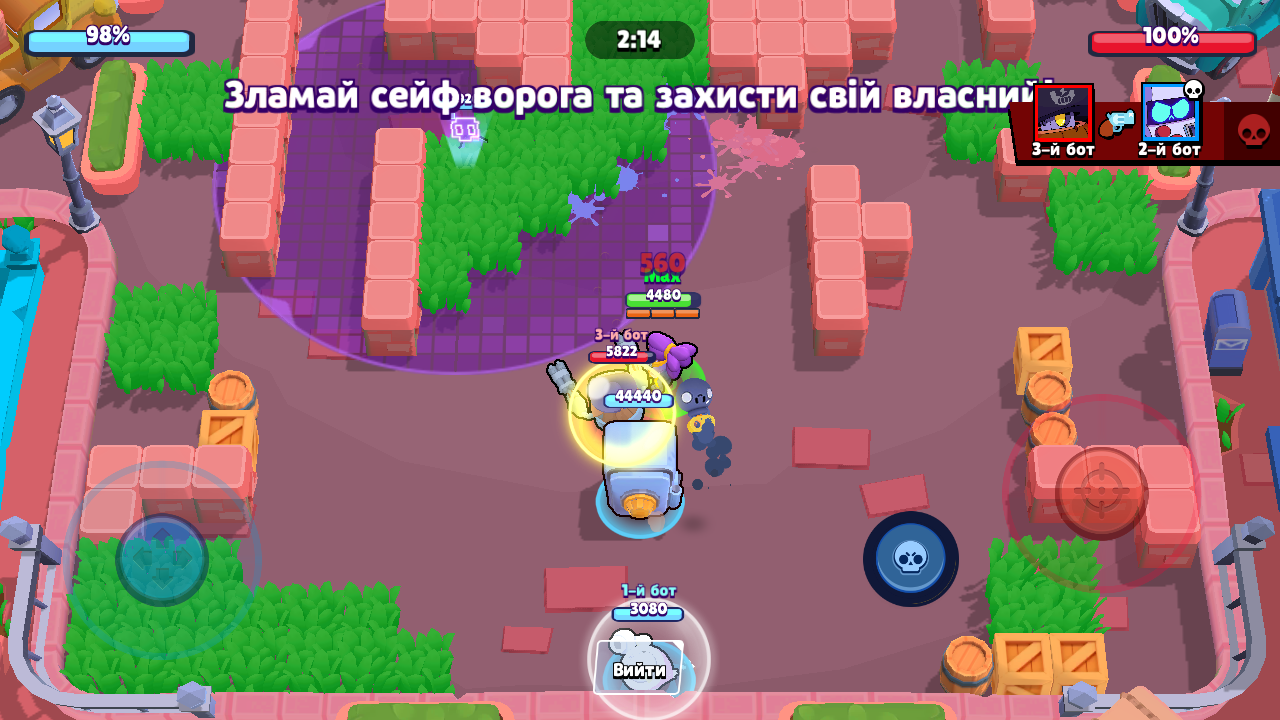 98%
2:14
100%
Зламай сейф ворога та захисти свій власний!
3-й бот
2-й бот
560
max
4480
3-й бот
5822
44440
1-й бот
3080
Вийти